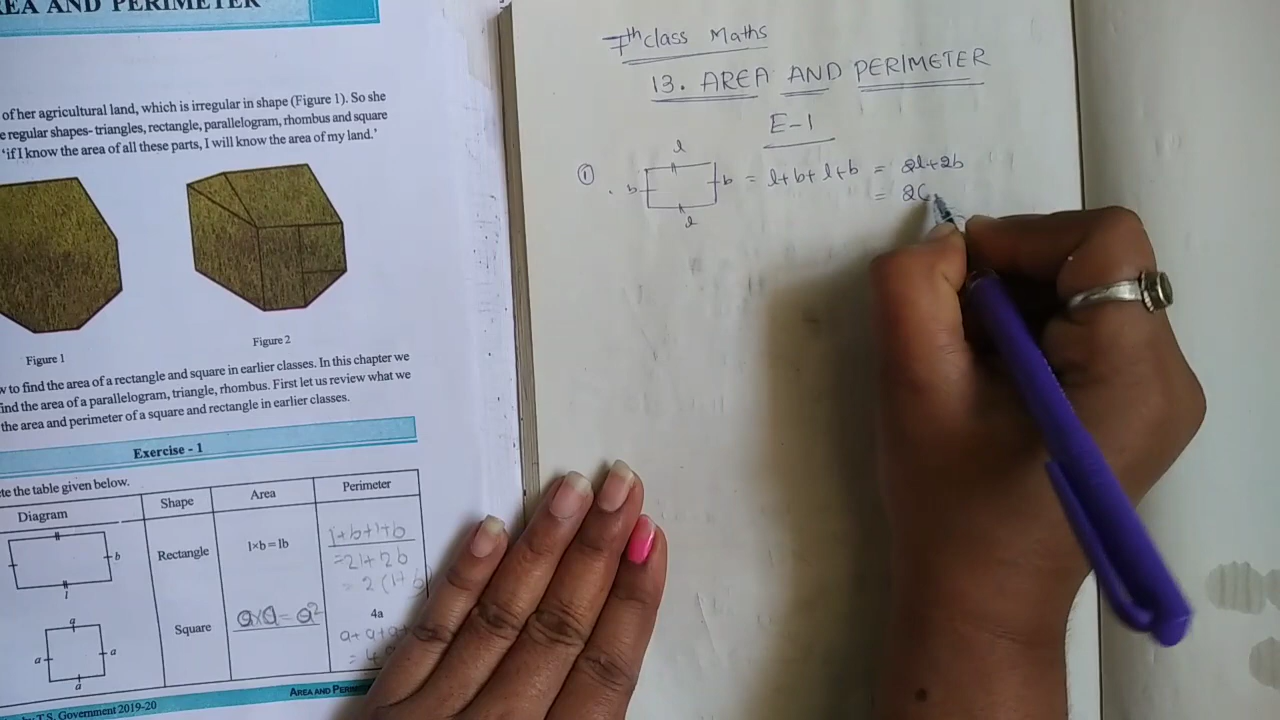 REA AND PERIMETER
of her agricultural land, which is irregular in shape (Figure 1). So she
e regular shapes- triangles, rectangle, parallelogram, rhombus and square
'if I know the area of all these parts, I will know the area of my land.'
Figure 1
Figure 2
w to find the area of a rectangle and square in earlier classes. In this chapter we
find the area of a parallelogram, triangle, rhombus. First let us review what we
the area and perimeter of a square and rectangle in earlier classes.
Exercise - 1
te the table given below.
Diagram Shape Area Perimeter
b
l
Rectangle
l×b = lb
l+b+l+b
= 2l+2b
= 2 (l+b
a
a
a
a
Square
a×a = a²
4a
a+a+a+
= 4
AREA AND PERIM
by T.S. Government 2019-20
7th class Maths
13. AREA AND PERIMETER
E-1
① l
b b = l+b+l+b = 2l+2b
= 2(
l